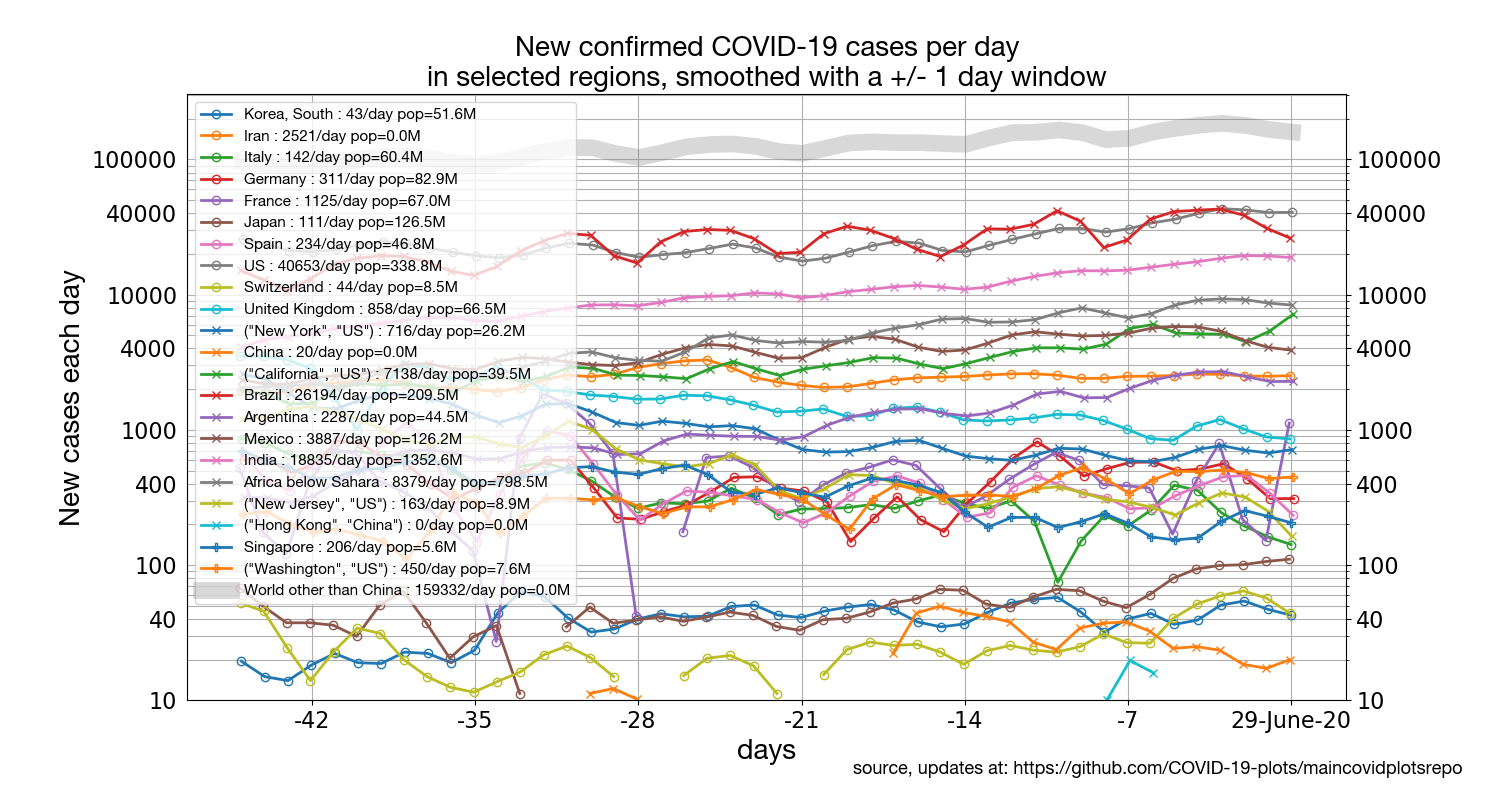 New confirmed COVID-19 cases per day
in selected regions, smoothed with a +/- 1 day window
New cases each day
100000
40000
10000
4000
1000
400
100
40
10
Korea, South : 43/day pop=51.6M
Iran : 2521/day pop=0.0M
Italy : 142/day pop=60.4M
Germany : 311/day pop=82.9M
France : 1125/day pop=67.0M
Japan : 111/day pop=126.5M
Spain : 234/day pop=46.8M
US : 40653/day pop=338.8M
Switzerland : 44/day pop=8.5M
United Kingdom : 858/day pop=66.5M
("New York", "US") : 716/day pop=26.2M
China : 20/day pop=0.0M
("California", "US") : 7138/day pop=39.5M
Brazil : 26194/day pop=209.5M
Argentina : 2287/day pop=44.5M
Mexico : 3887/day pop=126.2M
India : 18835/day pop=1352.6M
Africa below Sahara : 8379/day pop=798.5M
("New Jersey", "US") : 163/day pop=8.9M
("Hong Kong", "China") : 0/day pop=0.0M
Singapore : 206/day pop=5.6M
("Washington", "US") : 450/day pop=7.6M
World other than China : 159332/day pop=0.0M
100000
40000
10000
4000
1000
400
100
40
10
-42 -35 -28 -21 -14 -7 29-June-20
days
source, updates at: https://github.com/COVID-19-plots/maincovidplotsrepo